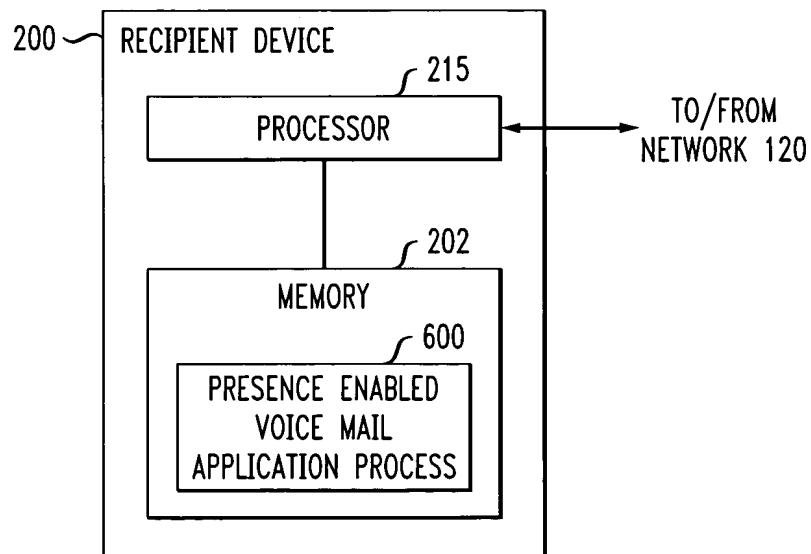 200
RECIPIENT DEVICE
215
PROCESSOR
TO/FROM
NETWORK 120
202
MEMORY
600
PRESENCE ENABLED
VOICE MAIL
APPLICATION PROCESS